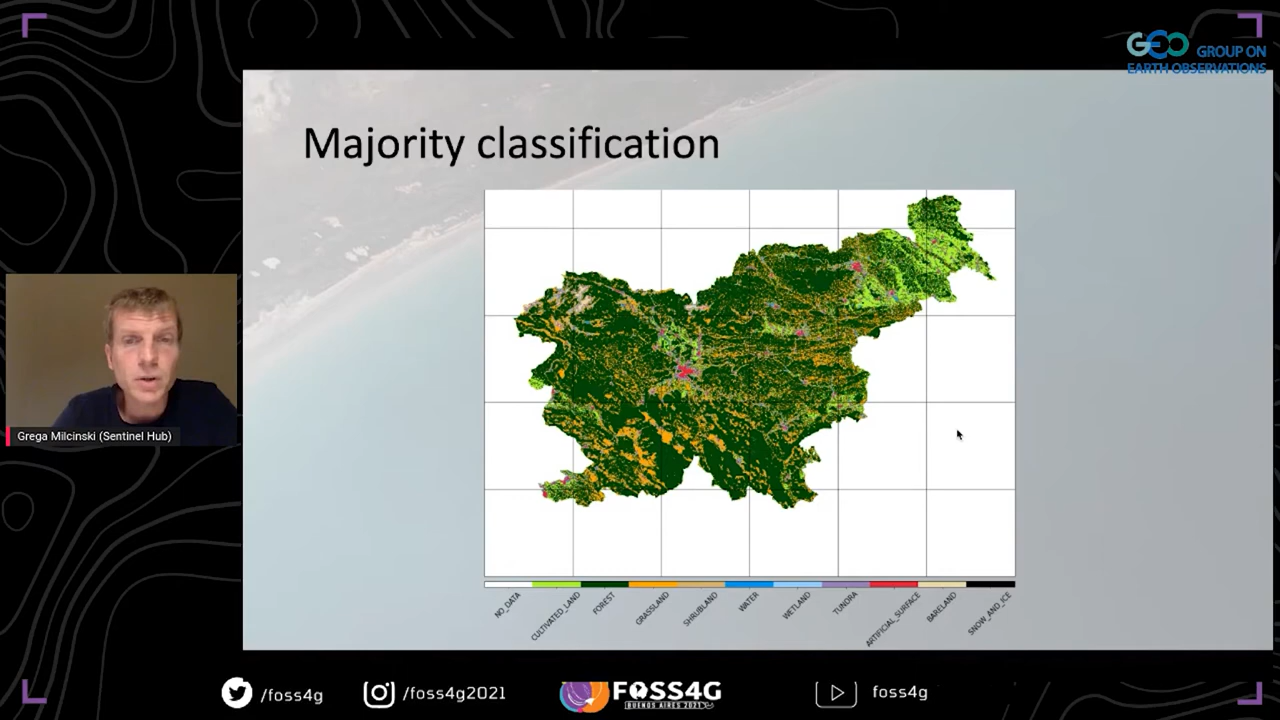 GEO GROUP ON
EARTH OBSERVATIONS
Majority classification
Grega Milcinski (Sentinel Hub)
NO_DATA
CULTIVATED_LAND
FOREST
GRASSLAND
SHRUBLAND
WATER
WETLAND
TUNDRA
ARTIFICIAL_SURFACE
BARELAND
SNOW_AND_ICE
/foss4g
/foss4g2021
FOSS4G
BUENOS AIRES 2021
foss4g